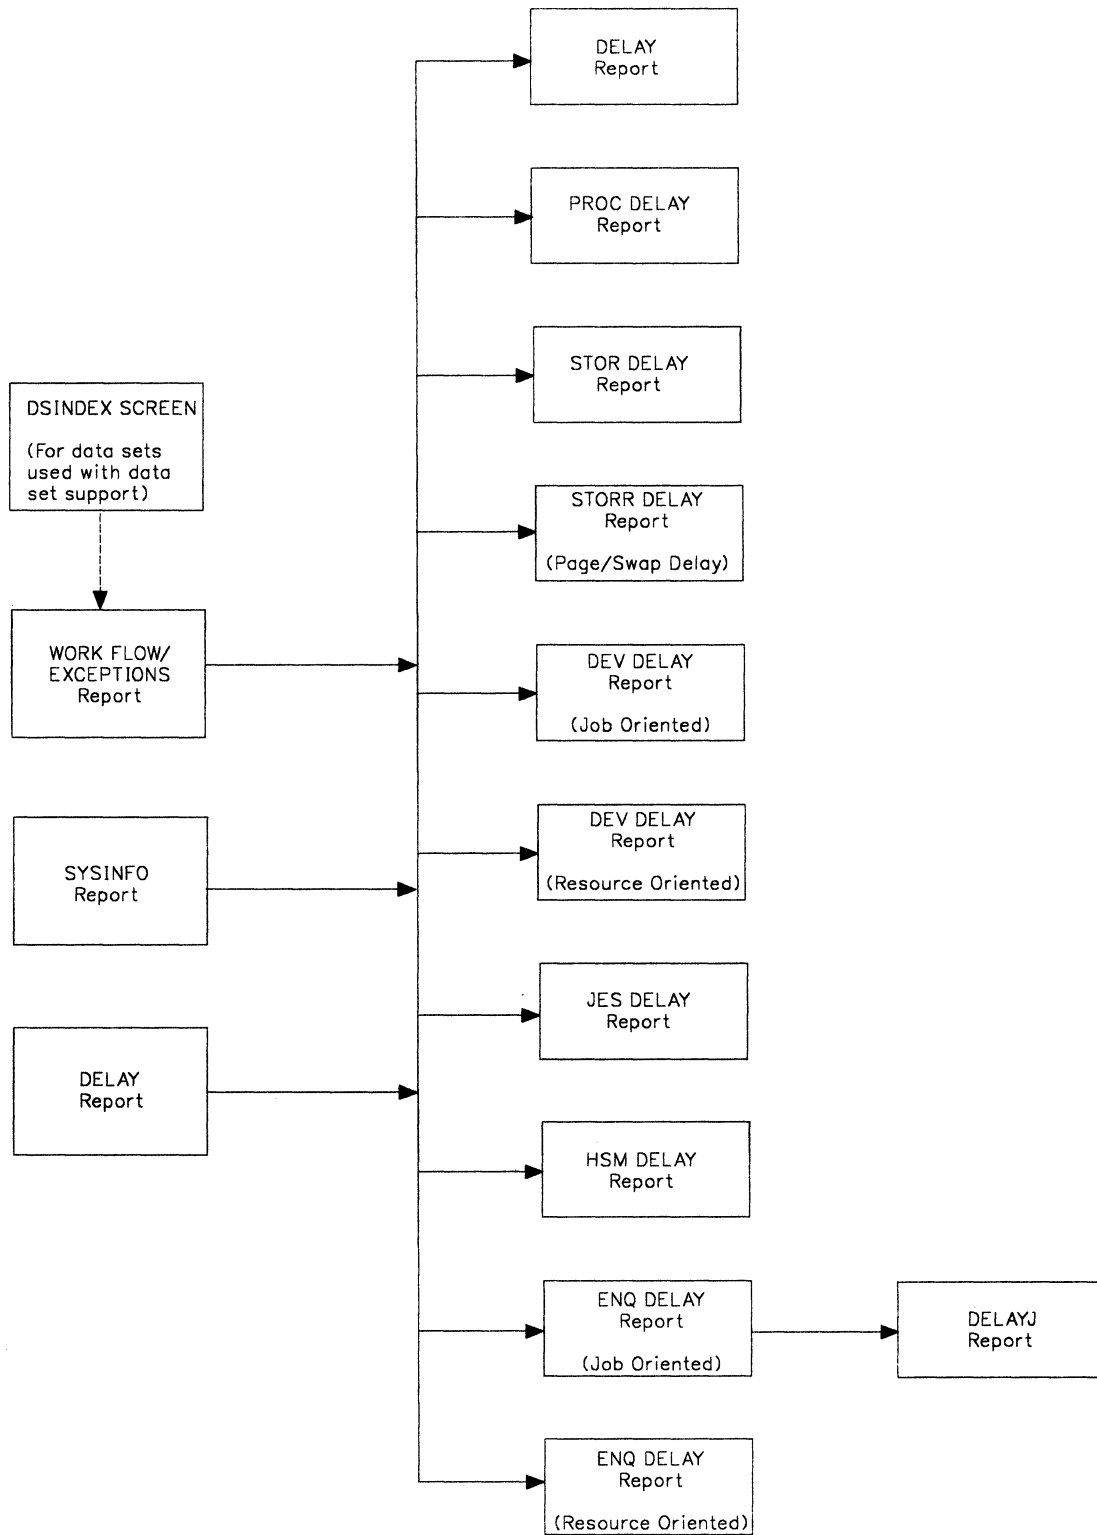 DELAY
Report
PROC DELAY
Report
STOR DELAY
Report
DSINDEX SCREEN
(For data sets
used with data
set support)
STORR DELAY
Report
(Page/Swap Delay)
WORK FLOW/
EXCEPTIONS
Report
DEV DELAY
Report
(Job Oriented)
SYSINFO
Report
DEV DELAY
Report
(Resource Oriented)
JES DELAY
Report
DELAY
Report
HSM DELAY
Report
ENQ DELAY
Report
(Job Oriented)
DELAYJ
Report
ENQ DELAY
Report
(Resource Oriented)